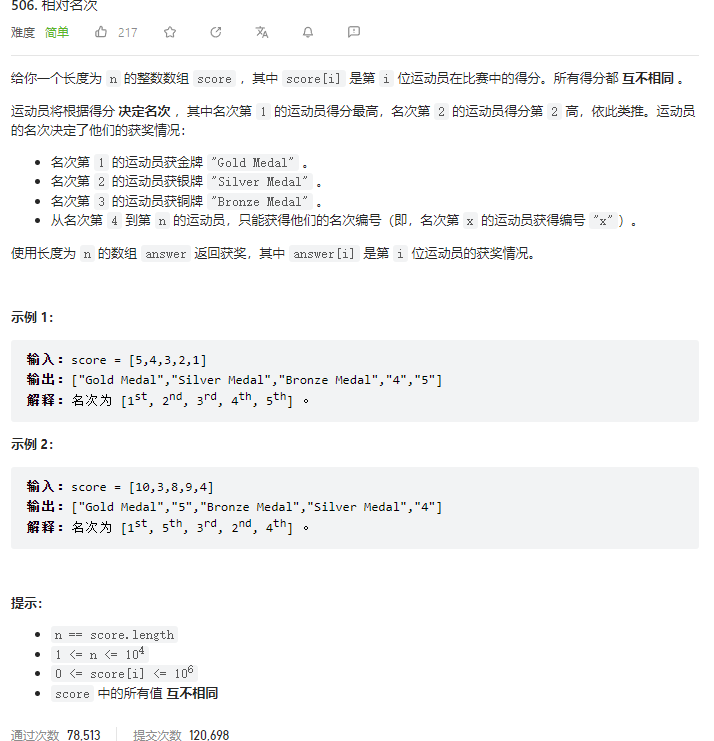 506. 相对名次
难度 简单 217
给你一个长度为 n 的整数数组 score ，其中 score[i] 是第 i 位运动员在比赛中的得分。所有得分都 互不相同 。
运动员将根据得分 决定名次 ，其中名次第 1 的运动员得分最高，名次第 2 的运动员得分第 2 高，依此类推。运动员
的名次决定了他们的获奖情况：
• 名次第 1 的运动员获金牌 "Gold Medal" 。
• 名次第 2 的运动员获银牌 "Silver Medal" 。
• 名次第 3 的运动员获铜牌 "Bronze Medal" 。
• 从名次第 4 到第 n 的运动员，只能获得他们的名次编号（即，名次第 x 的运动员获得编号 "x"）。
使用长度为 n 的数组 answer 返回获奖，其中 answer[i] 是第 i 位运动员的获奖情况。
示例 1：
输入：score = [5,4,3,2,1]
输出：["Gold Medal","Silver Medal","Bronze Medal","4","5"]
解释：名次为 [1st, 2nd, 3rd, 4th, 5th] 。
示例 2：
输入：score = [10,3,8,9,4]
输出：["Gold Medal","5","Bronze Medal","Silver Medal","4"]
解释：名次为 [1st, 5th, 3rd, 2nd, 4th] 。
提示：
• n == score.length
• 1 <= n <= 10⁴
• 0 <= score[i] <= 10⁶
• score 中的所有值 互不相同
通过次数 78,513 提交次数 120,698